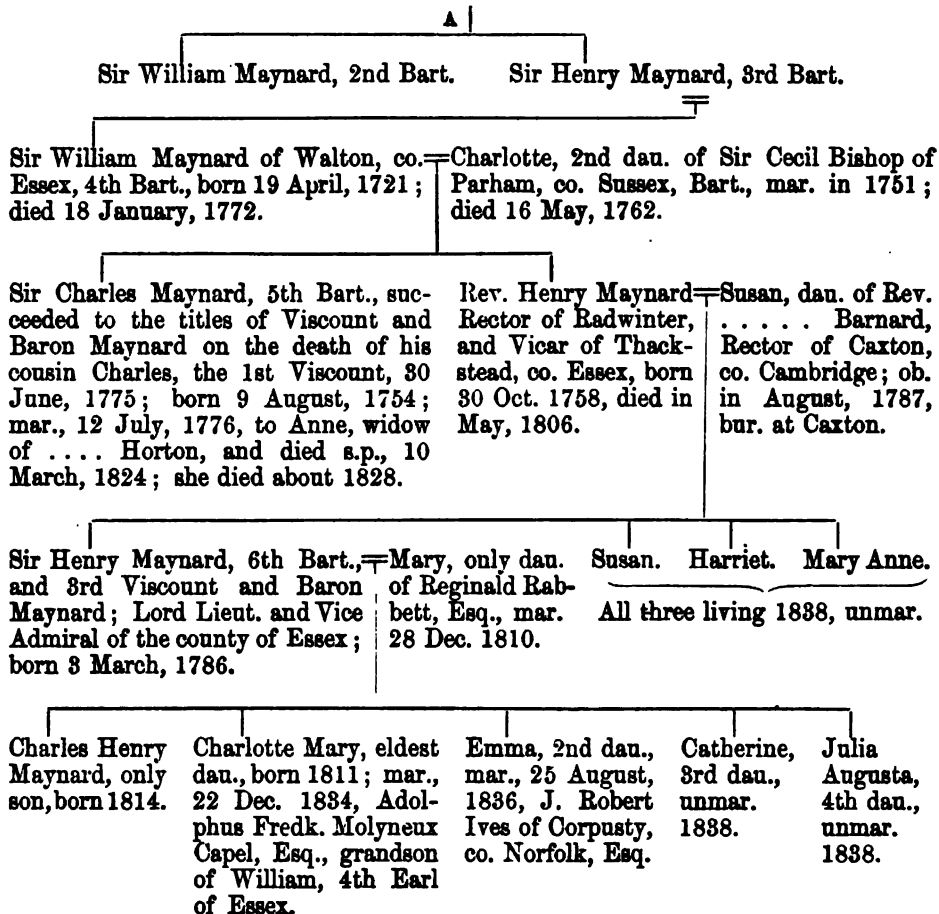 A
Sir William Maynard, 2nd Bart.
Sir Henry Maynard, 3rd Bart.
Sir William Maynard of Walton, co.
Essex, 4th Bart., born 19 April, 1721 ;
died 18 January, 1772.
Charlotte, 2nd dau. of Sir Cecil Bishop of
Parham, co. Sussex, Bart., mar. in 1751 ;
died 16 May, 1762.
Sir Charles Maynard, 5th Bart., suc-
ceeded to the titles of Viscount and
Baron Maynard on the death of his
cousin Charles, the 1st Viscount, 30
June, 1775 ; born 9 August, 1754 ;
mar., 12 July, 1776, to Anne, widow
of .... Horton, and died s.p., 10
March, 1824 ; she died about 1828.
Rev. Henry Maynard
Rector of Radwinter,
and Vicar of Thack-
stead, co. Essex, born
30 Oct. 1758, died in
May, 1806.
Susan, dau. of Rev.
..... Barnard,
Rector of Caxton,
co. Cambridge; ob.
in August, 1787,
bur. at Caxton.
Sir Henry Maynard, 6th Bart.,
and 3rd Viscount and Baron
Maynard ; Lord Lieut. and Vice
Admiral of the county of Essex ;
born 3 March, 1786.
Mary, only dau.
of Reginald Rab-
bett, Esq., mar.
28 Dec. 1810.
Susan. Harriet. Mary Anne.
All three living 1838, unmar.
Charles Henry
Maynard, only
son, born 1814.
Charlotte Mary, eldest
dau., born 1811 ; mar.,
22 Dec. 1834, Adol-
phus Fredk. Molyneux
Capel, Esq., grandson
of William, 4th Earl
of Essex.
Emma, 2nd dau.,
mar., 25 August,
1836, J. Robert
Ives of Corpusty,
co. Norfolk, Esq.
Catherine,
3rd dau.,
unmar.
1838.
Julia
Augusta,
4th dau.,
unmar.
1838.